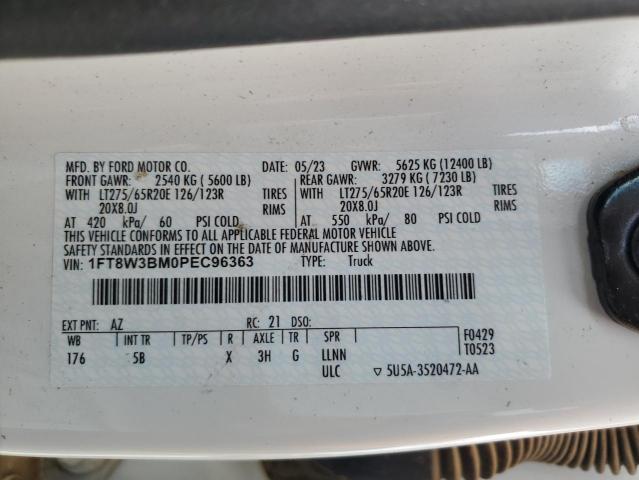 MFD. BY FORD MOTOR CO. DATE: 05/23 GVWR: 5625 KG (12400 LB)
FRONT GAWR: 2540 KG (5600 LB) REAR GAWR: 3279 KG (7230 LB)
WITH LT275/65R20E 126/123R TIRES WITH LT275/65R20E 126/123R TIRES
20X8.0J RIMS 20X8.0J RIMS
AT 420 kPa/ 60 PSI COLD AT 550 kPa/ 80 PSI COLD
THIS VEHICLE CONFORMS TO ALL APPLICABLE FEDERAL MOTOR VEHICLE
SAFETY STANDARDS IN EFFECT ON THE DATE OF MANUFACTURE SHOWN ABOVE.
VIN: 1FT8W3BM0PEC96363 TYPE: Truck
EXT PNT: AZ RC: 21 DSO:
WB INT TR TP/PS R AXLE TR SPR F0429
176 5B X 3H G LLNN T0523
ULC ▽ 5U5A-3520472-AA